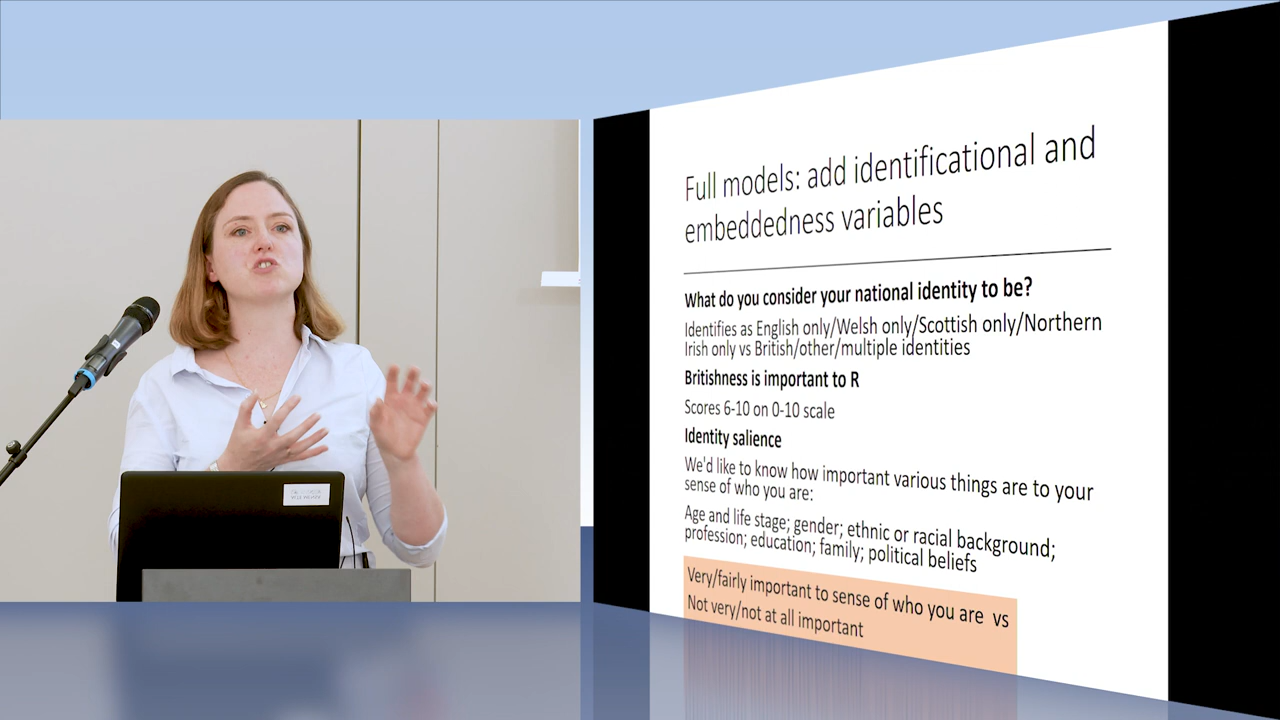 Full models: add identificational and
embeddedness variables
What do you consider your national identity to be?
Identifies as English only/Welsh only/Scottish only/Northern
Irish only vs British/other/multiple identities
Britishness is important to R
Scores 6-10 on 0-10 scale
Identity salience
We'd like to know how important various things are to your
sense of who you are:
Age and life stage; gender; ethnic or racial background;
profession; education; family; political beliefs
Very/fairly important to sense of who you are vs
Not very/not at all important